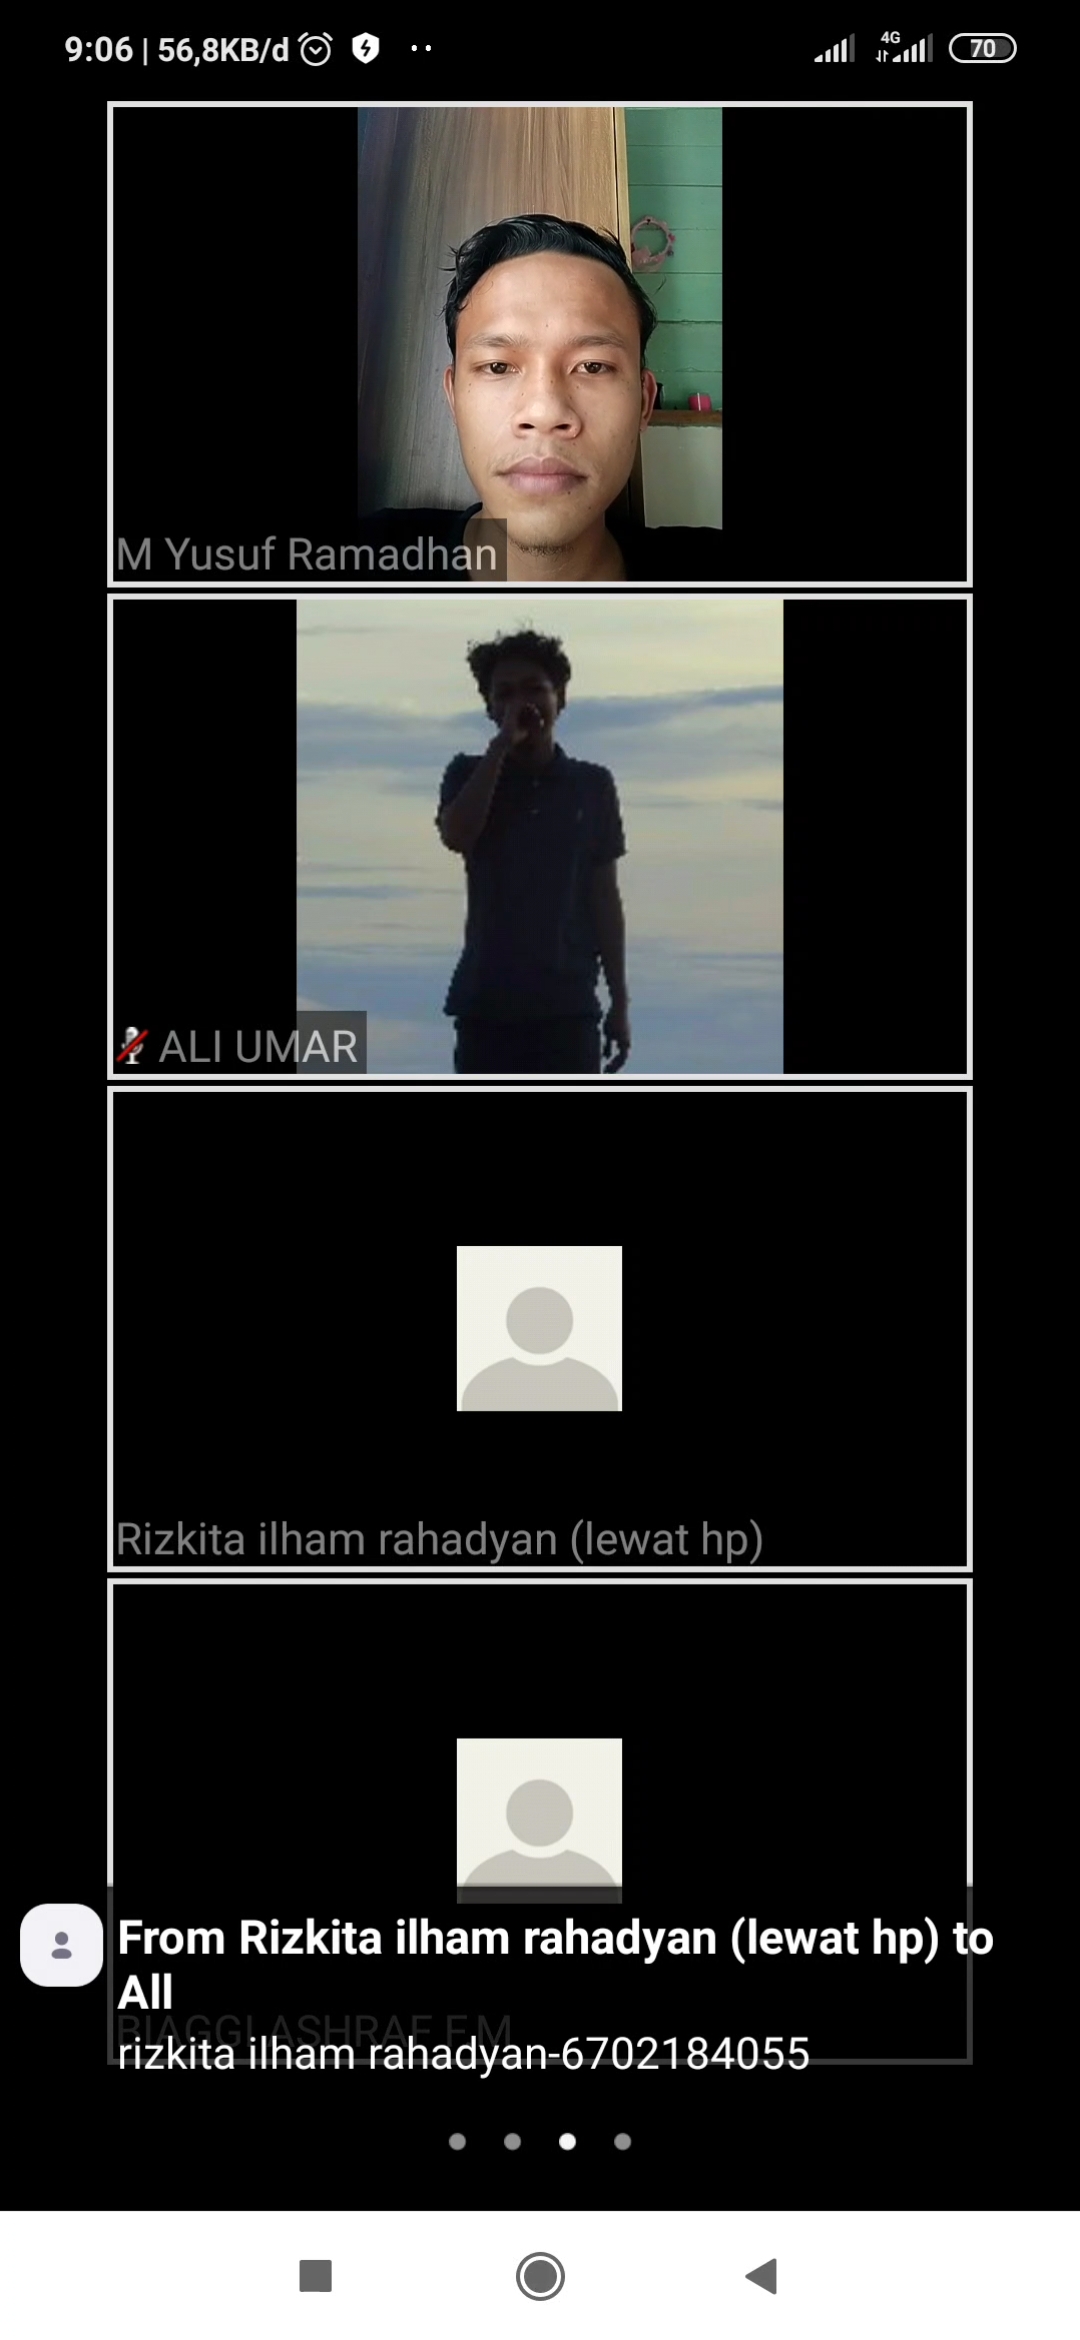 9:06 | 56,8KB/d
4G
70
M Yusuf Ramadhan
ALI UMAR
Rizkita ilham rahadyan (lewat hp)
From Rizkita ilham rahadyan (lewat hp) to
All
BIAGGI ASHRAF F.M
rizkita ilham rahadyan-6702184055